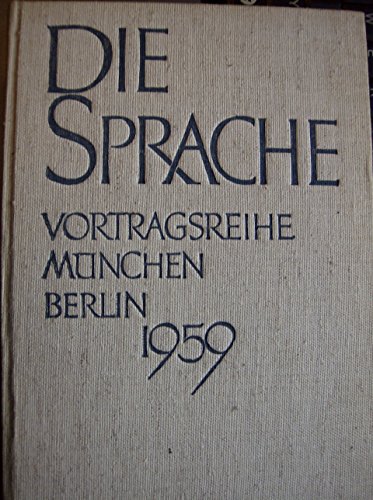 DIE
SPRACHE
VORTRAGSREIHE
MÜNCHEN
BERLIN
1959